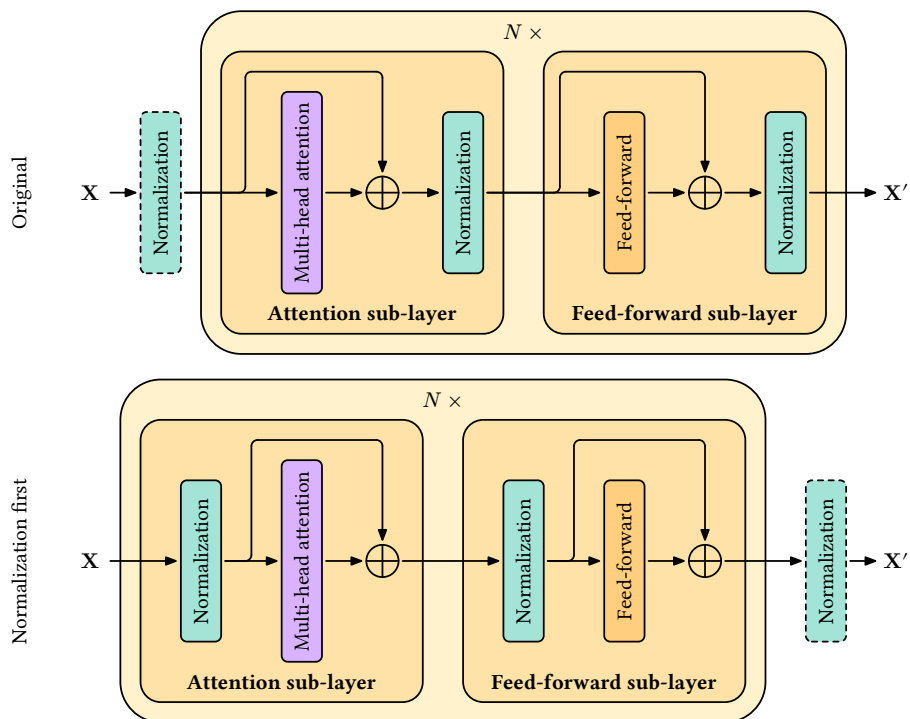 Original
N ×
X
Normalization
Multi-head attention
Normalization
Attention sub-layer
Feed-forward
Normalization
Feed-forward sub-layer
X′
Normalization first
N ×
X
Normalization
Multi-head attention
Attention sub-layer
Normalization
Feed-forward
Feed-forward sub-layer
Normalization
X′